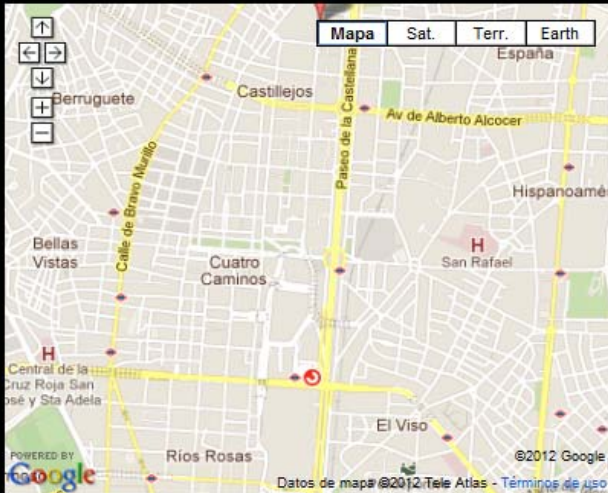 Mapa Sat. Terr. Earth
España
Berruguete
Castillejos
Av de Alberto Alcocer
Paseo de la Castellana
Calle de Bravo Murillo
Hispanoamér
Bellas
Vistas
Cuatro
Caminos
H
San Rafael
H
Central de la
Cruz Roja San
José y Sta Adela
El Viso
Ríos Rosas
POWERED BY
Google
©2012 Google
Datos de mapa ©2012 Tele Atlas - Términos de uso